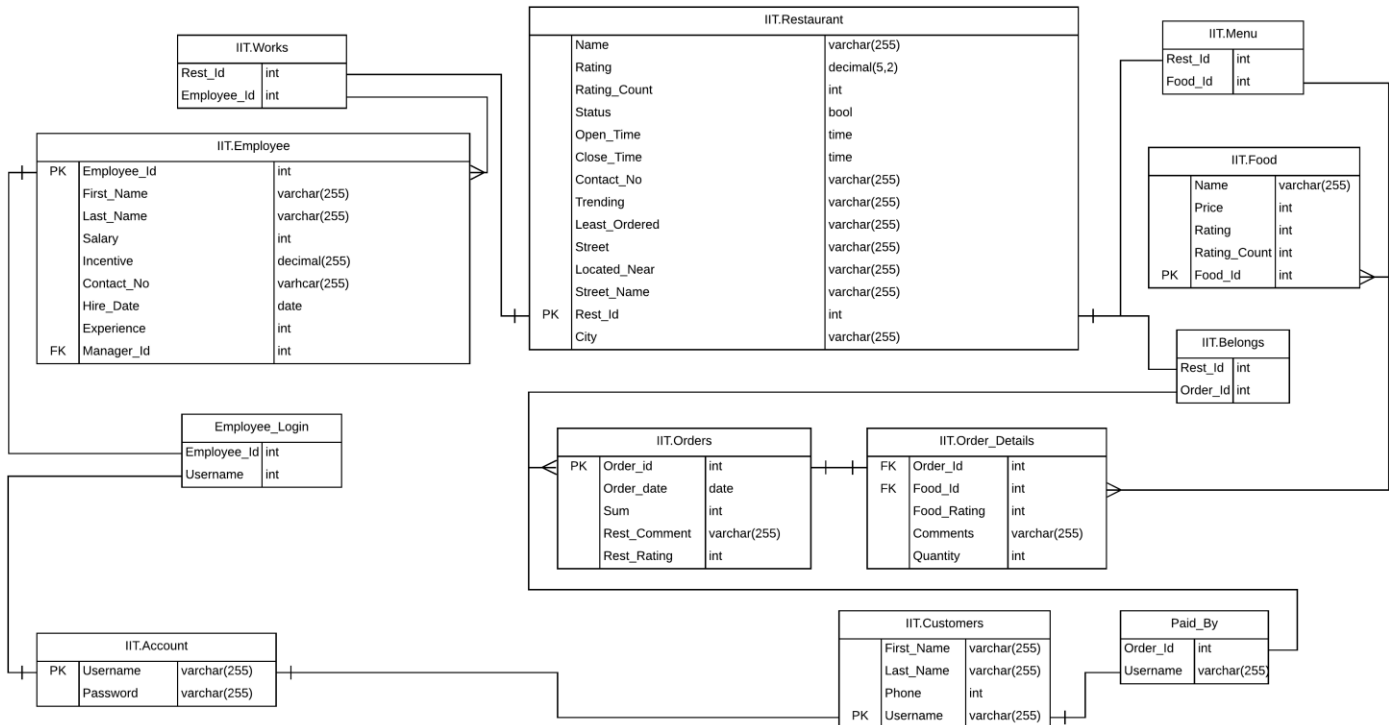 IIT.Works
Rest_Id int
Employee_Id int
IIT.Restaurant
Name varchar(255)
Rating decimal(5,2)
Rating_Count int
Status bool
Open_Time time
Close_Time time
Contact_No varchar(255)
Trending varchar(255)
Least_Ordered varchar(255)
Street varchar(255)
Located_Near varchar(255)
Street_Name varchar(255)
PK Rest_Id int
City varchar(255)
IIT.Menu
Rest_Id int
Food_Id int
IIT.Employee
PK Employee_Id int
First_Name varchar(255)
Last_Name varchar(255)
Salary int
Incentive decimal(255)
Contact_No varhcar(255)
Hire_Date date
Experience int
FK Manager_Id int
IIT.Food
Name varchar(255)
Price int
Rating int
Rating_Count int
PK Food_Id int
IIT.Belongs
Rest_Id int
Order_Id int
Employee_Login
Employee_Id int
Username int
IIT.Orders
PK Order_id int
Order_date date
Sum int
Rest_Comment varchar(255)
Rest_Rating int
IIT.Order_Details
FK Order_Id int
FK Food_Id int
Food_Rating int
Comments varchar(255)
Quantity int
IIT.Account
PK Username varchar(255)
Password varchar(255)
IIT.Customers
First_Name varchar(255)
Last_Name varchar(255)
Phone int
PK Username varchar(255)
Paid_By
Order_Id int
Username varchar(255)